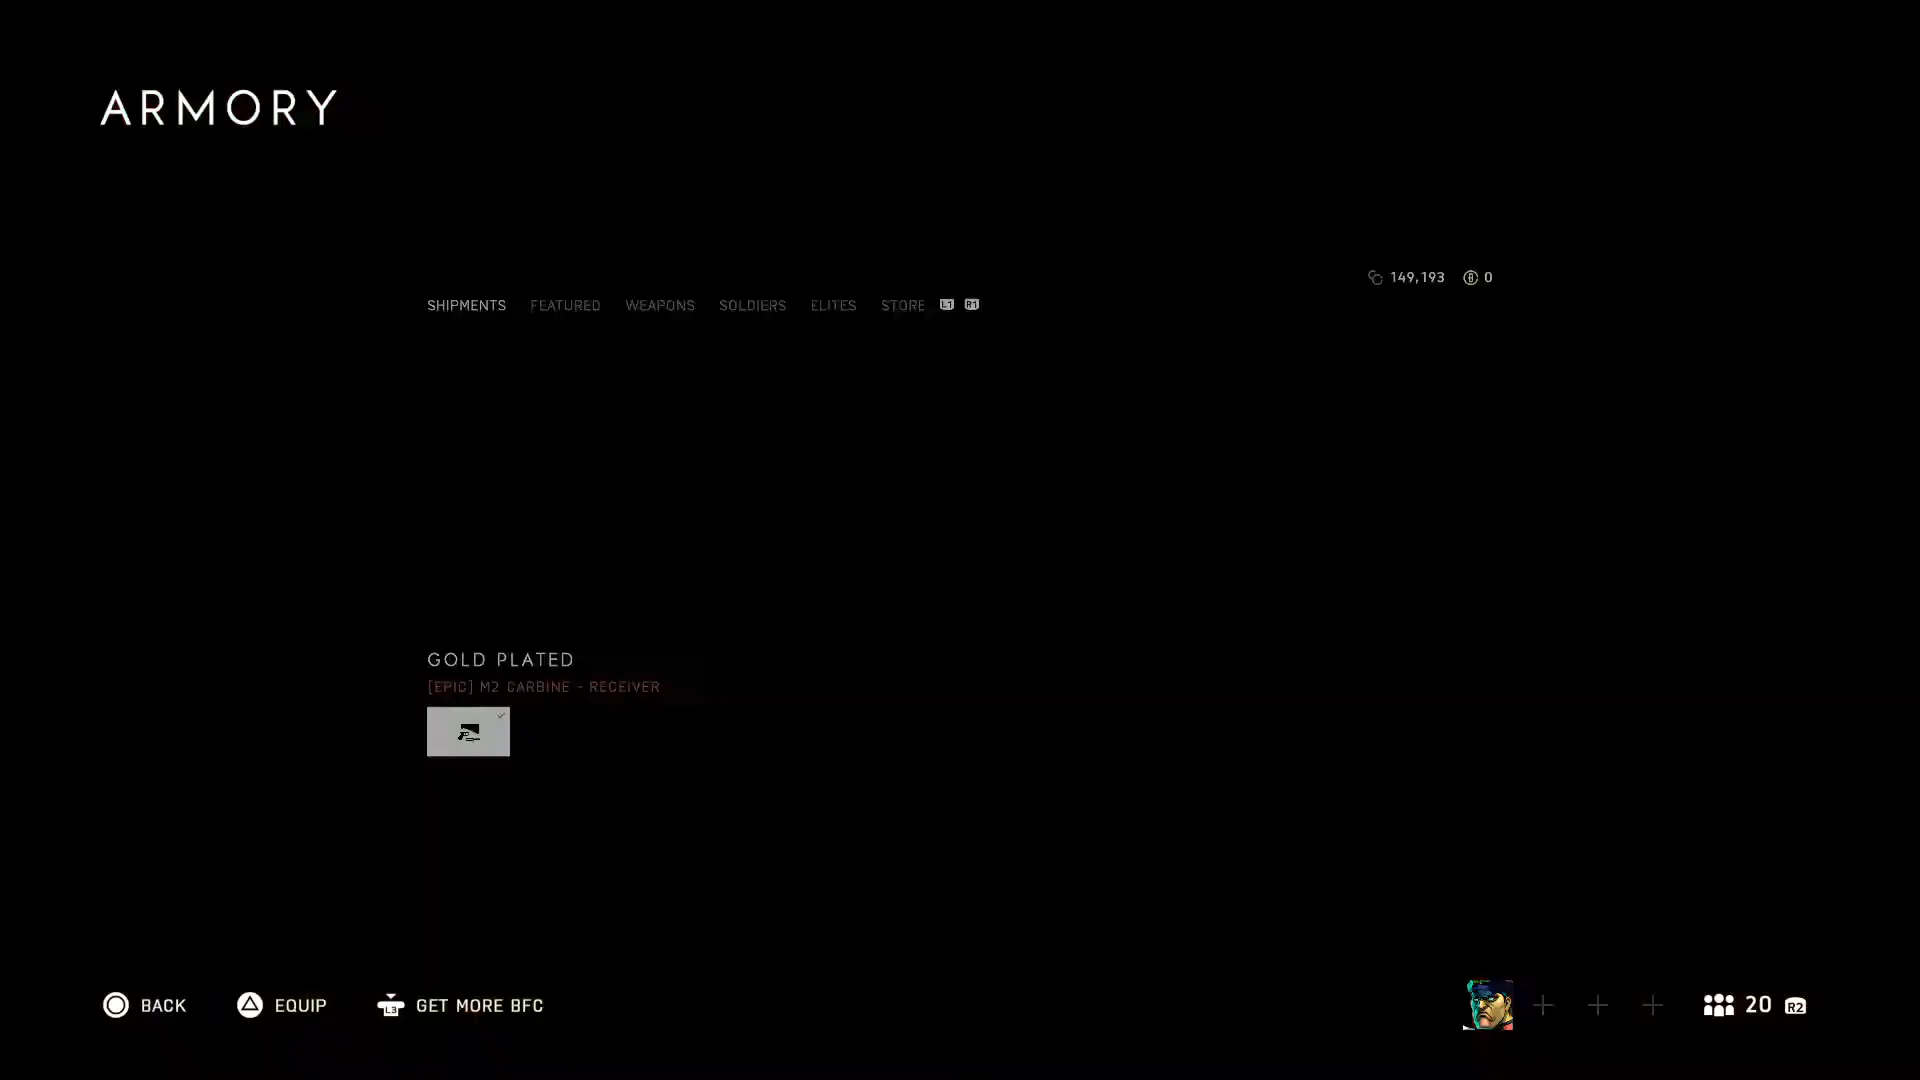 ARMORY
149,193 0
SHIPMENTS FEATURED WEAPONS SOLDIERS ELITES STORE L1 R1
GOLD PLATED
[EPIC] M2 CARBINE - RECEIVER
BACK EQUIP L3 GET MORE BFC 20 R2